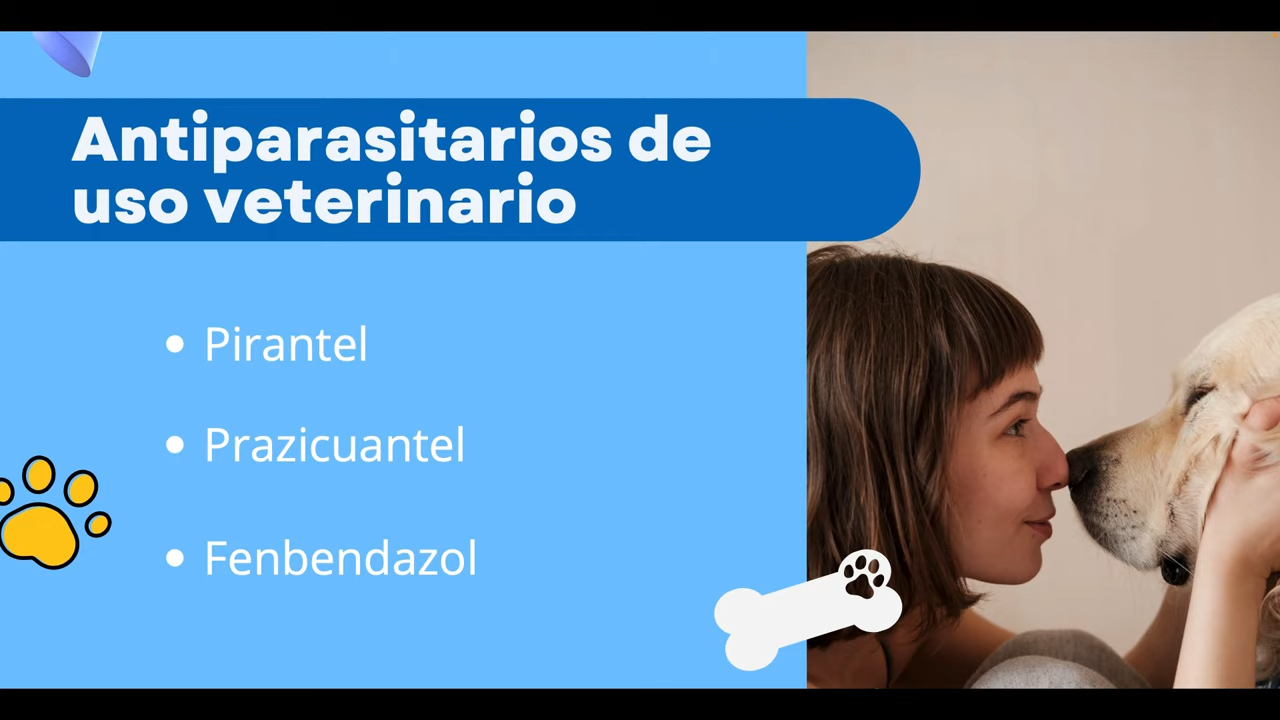 Antiparasitarios de
uso veterinario
• Pirantel
• Prazicuantel
• Fenbendazol